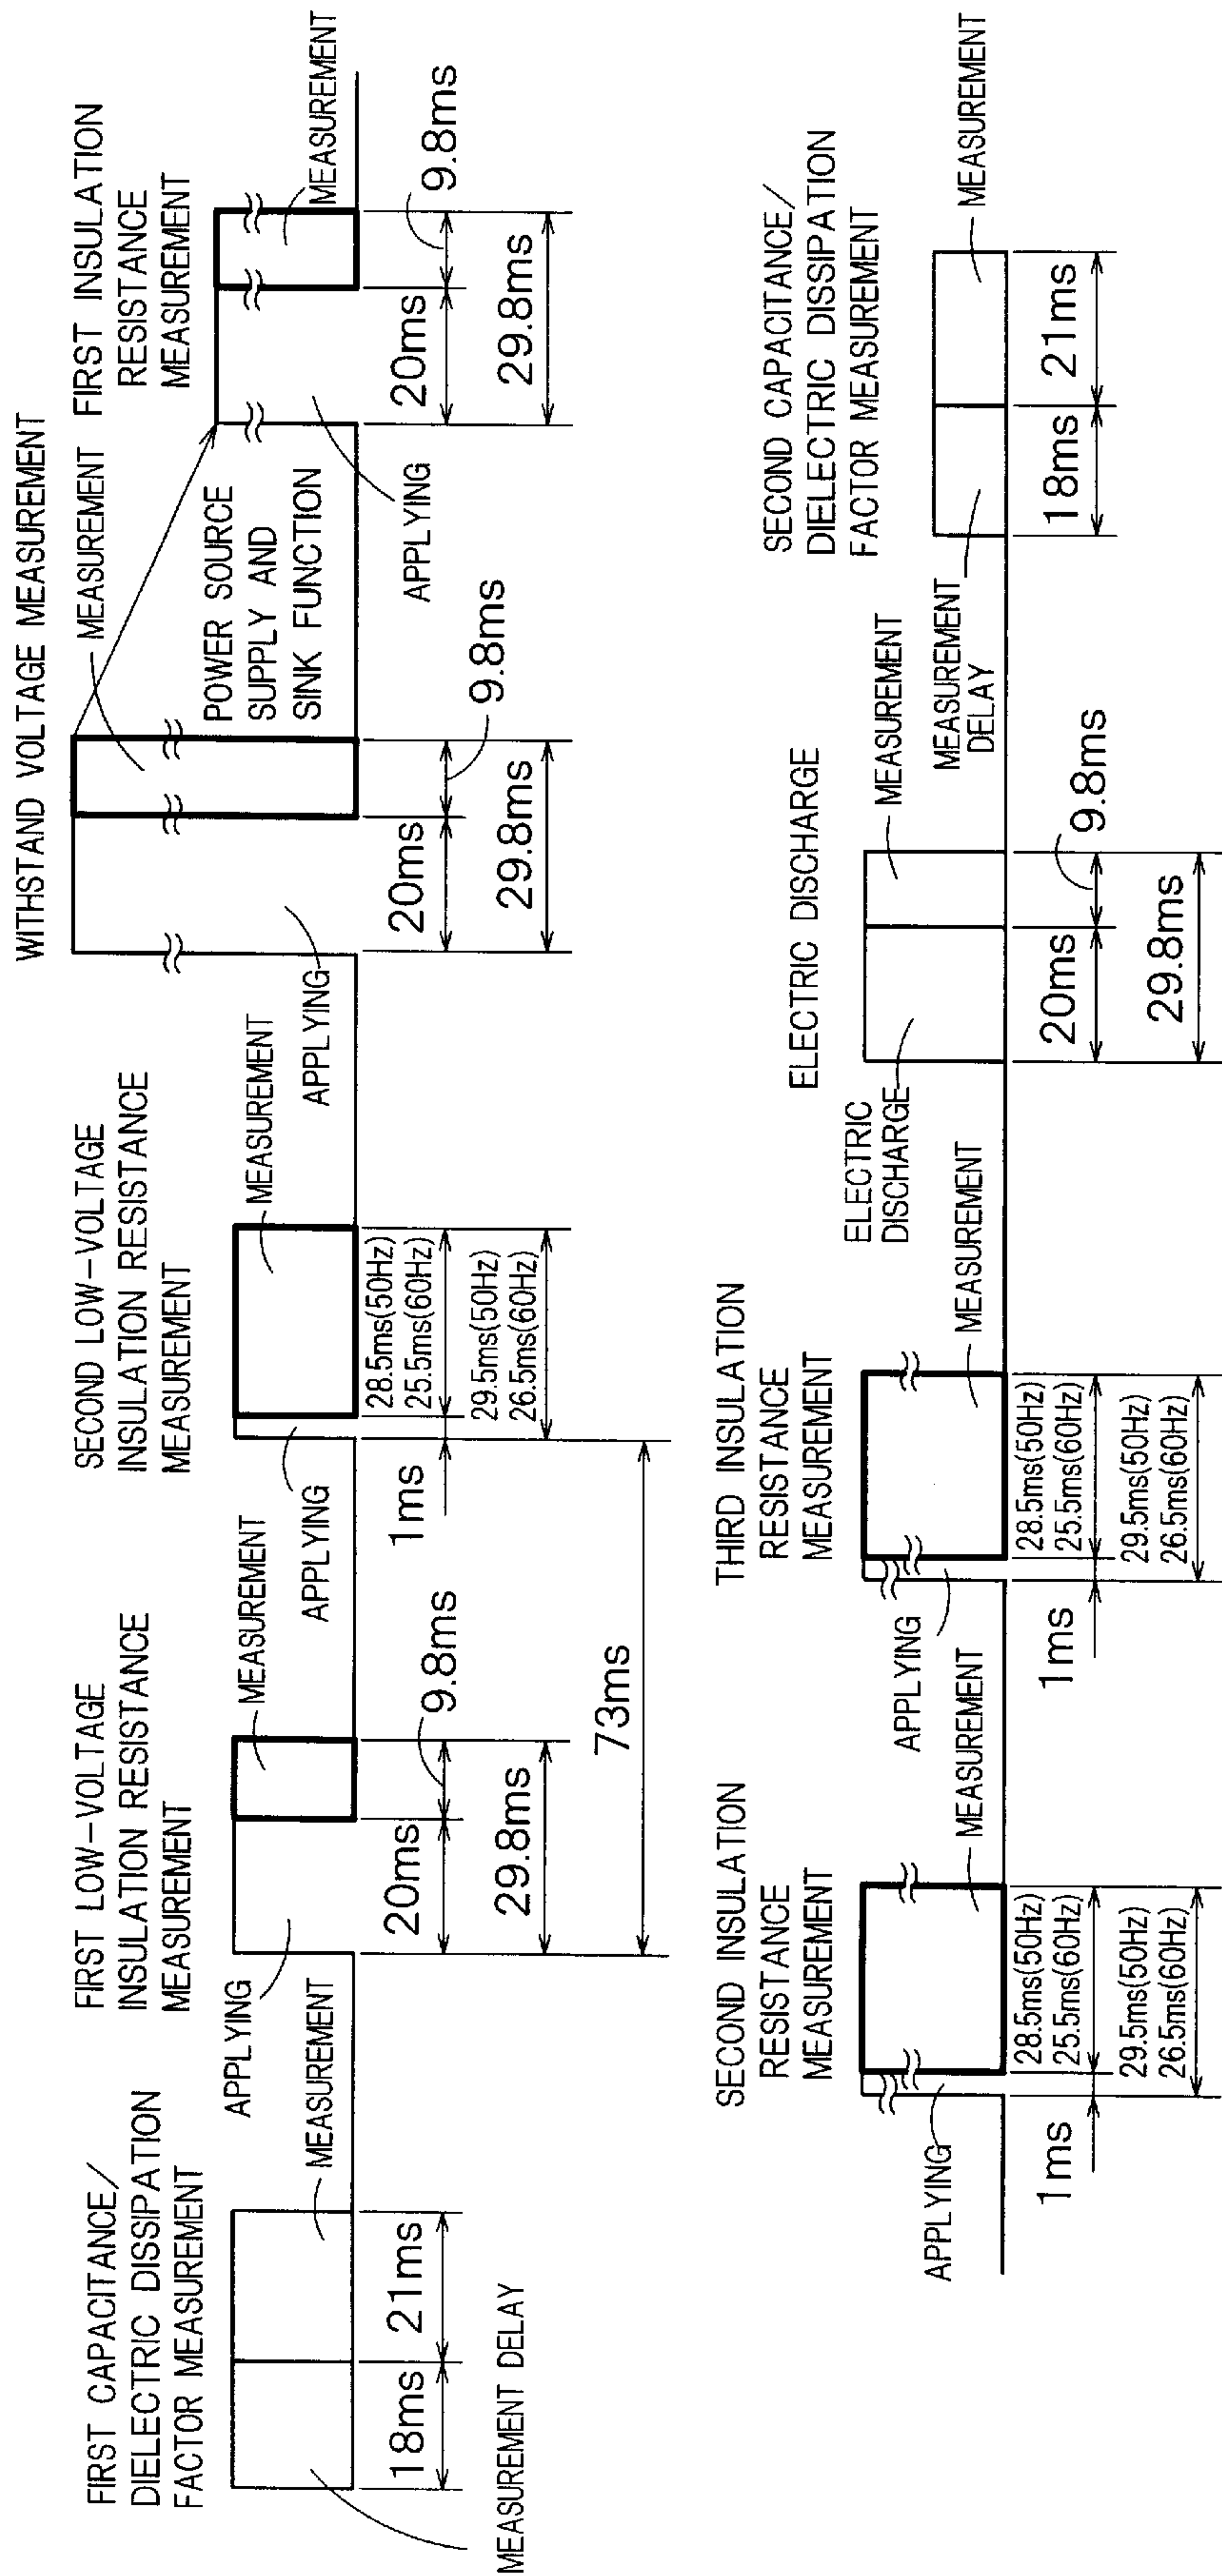 FIRST CAPACITANCE/
DIELECTRIC DISSIPATION
FACTOR MEASUREMENT
MEASUREMENT
18ms
21ms
MEASUREMENT DELAY
FIRST LOW-VOLTAGE
INSULATION RESISTANCE
MEASUREMENT
APPLYING
MEASUREMENT
20ms
9.8ms
29.8ms
73ms
SECOND LOW-VOLTAGE
INSULATION RESISTANCE
MEASUREMENT
APPLYING
MEASUREMENT
1ms
28.5ms(50Hz)
25.5ms(60Hz)
29.5ms(50Hz)
26.5ms(60Hz)
WITHSTAND VOLTAGE MEASUREMENT
MEASUREMENT
APPLYING
20ms
9.8ms
29.8ms
POWER SOURCE
SUPPLY AND
SINK FUNCTION
FIRST INSULATION
RESISTANCE
MEASUREMENT
MEASUREMENT
APPLYING
20ms
9.8ms
29.8ms
SECOND INSULATION
RESISTANCE
MEASUREMENT
APPLYING
MEASUREMENT
1ms
28.5ms(50Hz)
25.5ms(60Hz)
29.5ms(50Hz)
26.5ms(60Hz)
THIRD INSULATION
RESISTANCE
MEASUREMENT
APPLYING
MEASUREMENT
1ms
28.5ms(50Hz)
25.5ms(60Hz)
29.5ms(50Hz)
26.5ms(60Hz)
ELECTRIC DISCHARGE
ELECTRIC
DISCHARGE
MEASUREMENT
20ms
9.8ms
29.8ms
SECOND CAPACITANCE/
DIELECTRIC DISSIPATION
FACTOR MEASUREMENT
MEASUREMENT
DELAY
MEASUREMENT
18ms
21ms